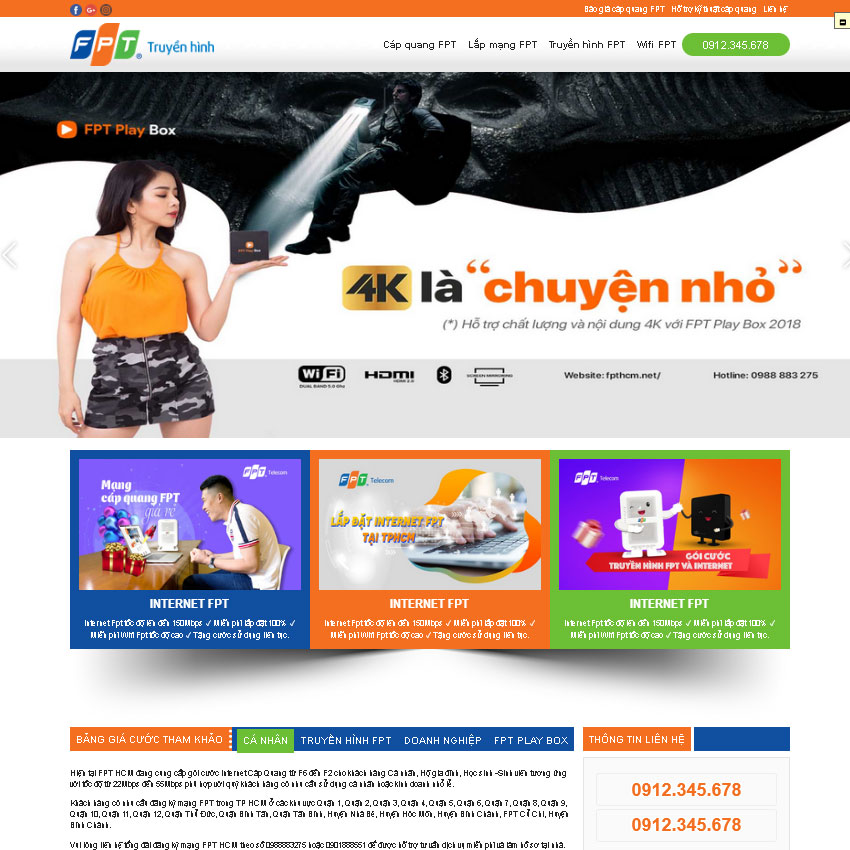 Báo giá cáp quang FPT Hỗ trợ kỹ thuật cáp quang Liên hệ
FPT Truyền hình
Cáp quang FPT Lắp mạng FPT Truyền hình FPT Wifi FPT 0912.345.678
FPT Play Box
FPT Play Box
4K là “chuyện nhỏ”
(*) Hỗ trợ chất lượng và nội dung 4K với FPT Play Box 2018
WiFi HDMI
DUAL BAND 5.0 Ghz HDMI 2.0 SCREEN MIRRORING
Website: fpthcm.net/ Hotline: 0988 883 275
FPT Telecom
Mạng
cáp quang FPT
giá rẻ
FPT Telecom
LẮP ĐẶT INTERNET FPT
TẠI TPHCM
FPT Telecom
GÓI CƯỚC
TRUYỀN HÌNH FPT VÀ INTERNET
INTERNET FPT
Internet Fpt tốc độ lên đến 150Mbps ✓ Miễn phí lắp đặt 100% ✓
Miễn phí Wifi Fpt tốc độ cao ✓ Tặng cước sử dụng liên tục.
INTERNET FPT
Internet Fpt tốc độ lên đến 150Mbps ✓ Miễn phí lắp đặt 100% ✓
Miễn phí Wifi Fpt tốc độ cao ✓ Tặng cước sử dụng liên tục.
INTERNET FPT
Internet Fpt tốc độ lên đến 150Mbps ✓ Miễn phí lắp đặt 100% ✓
Miễn phí Wifi Fpt tốc độ cao ✓ Tặng cước sử dụng liên tục.
BẢNG GIÁ CƯỚC THAM KHẢO CÁ NHÂN TRUYỀN HÌNH FPT DOANH NGHIỆP FPT PLAY BOX
THÔNG TIN LIÊN HỆ
Hiện tại FPT HCM đang cung cấp gói cước Internet Cáp Quang từ F6 đến F2 cho khách hàng Cá nhân, Hộ gia đình, Học sinh -Sinh viên tương ứng
với tốc độ từ 22Mbps đến 55Mbps phù hợp với quý khách hàng có nhu cầu sử dụng cá nhân hoặc kinh doanh nhỏ lẻ.
Khách hàng có nhu cầu đăng ký mạng FPT trong TP HCM ở các khu vực Quận 1, Quận 2, Quận 3, Quận 4, Quận 5, Quận 6, Quận 7, Quận 8, Quận 9,
Quận 10, Quận 11, Quận 12, Quận Thủ Đức, Quận Bình Tân, Quận Tân Bình, Huyện Nhà Bè, Huyện Hóc Môn, Huyện Bình Chánh, FPT Củ Chi, Huyện
Bình Chánh.
Vui lòng liên hệ tổng đài đăng ký mạng FPT HCM theo số 0988883275 hoặc 0901888551 để được hỗ trợ tư vấn dịch vụ miễn phí và làm hồ sơ tại nhà.
0912.345.678
0912.345.678